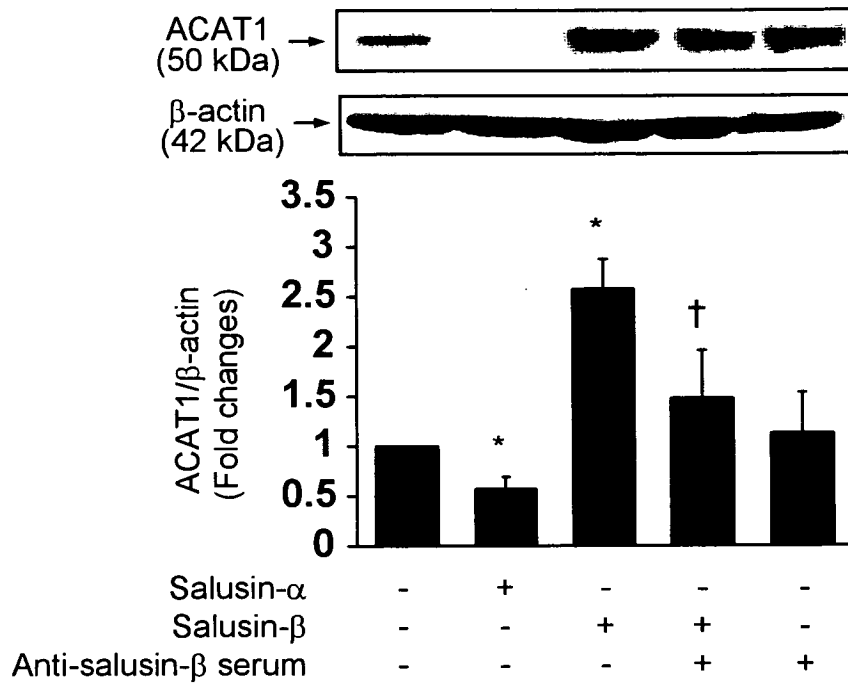 ACAT1
(50 kDa)
β-actin
(42 kDa)
ACAT1/β-actin
(Fold changes)
3.5
3
2.5
2
1.5
1
0.5
0
*
*
†
Salusin-α - + - - -
Salusin-β - - + + -
Anti-salusin-β serum - - - + +